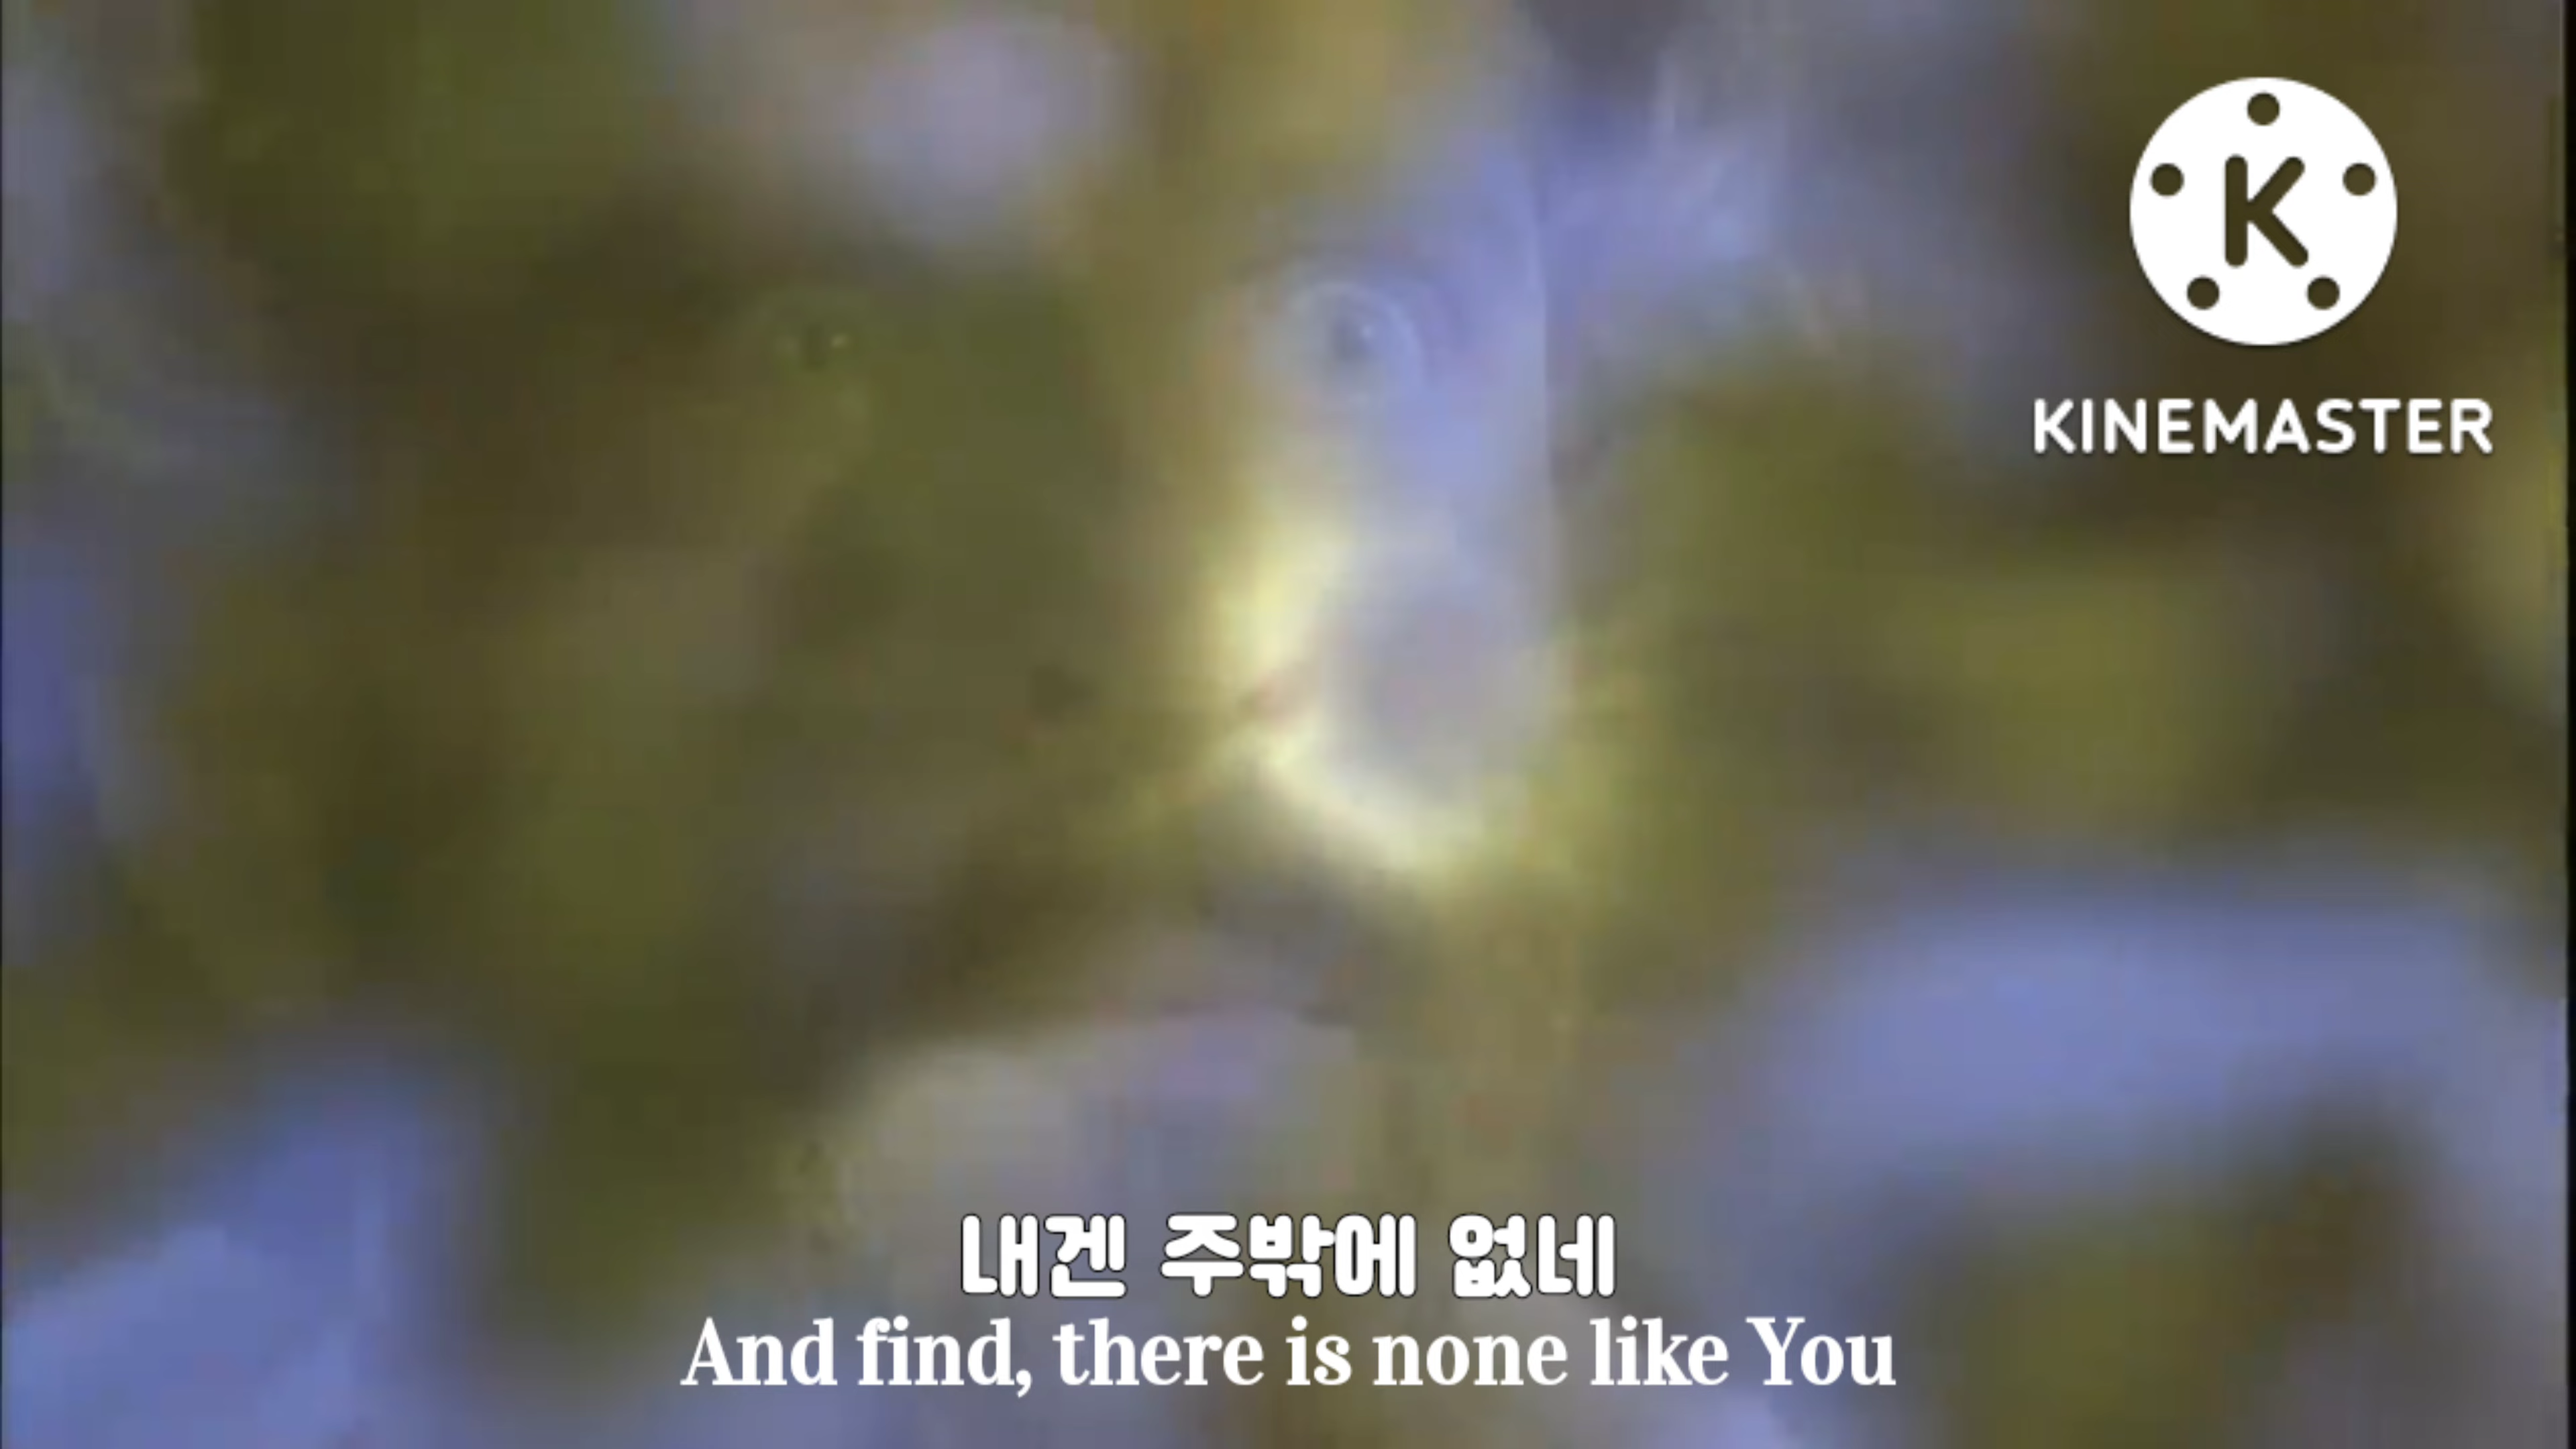 K
KINEMASTER
내겐 주밖에 없네
And find, there is none like You